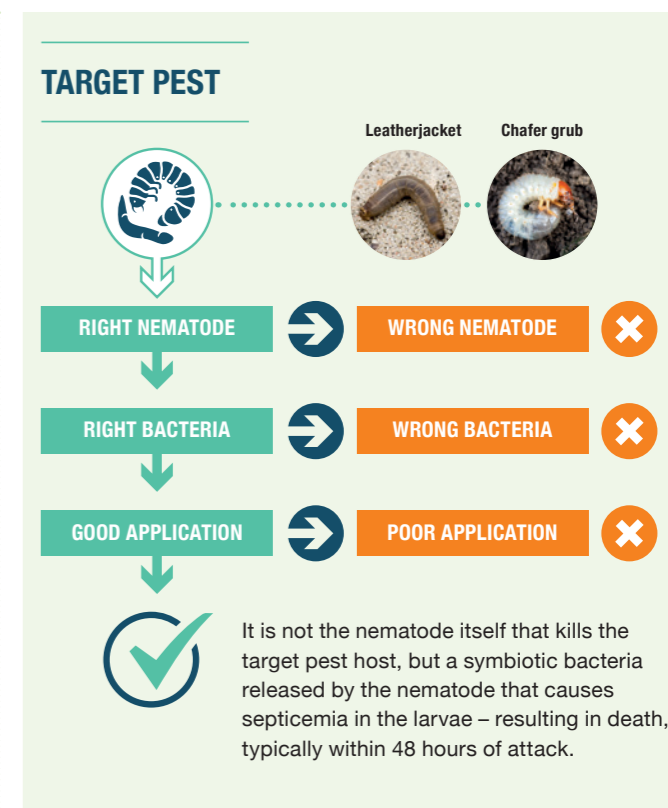 TARGET PEST
Leatherjacket
Chafer grub
RIGHT NEMATODE
WRONG NEMATODE
RIGHT BACTERIA
WRONG BACTERIA
GOOD APPLICATION
POOR APPLICATION
It is not the nematode itself that kills the
target pest host, but a symbiotic bacteria
released by the nematode that causes
septicemia in the larvae – resulting in death,
typically within 48 hours of attack.